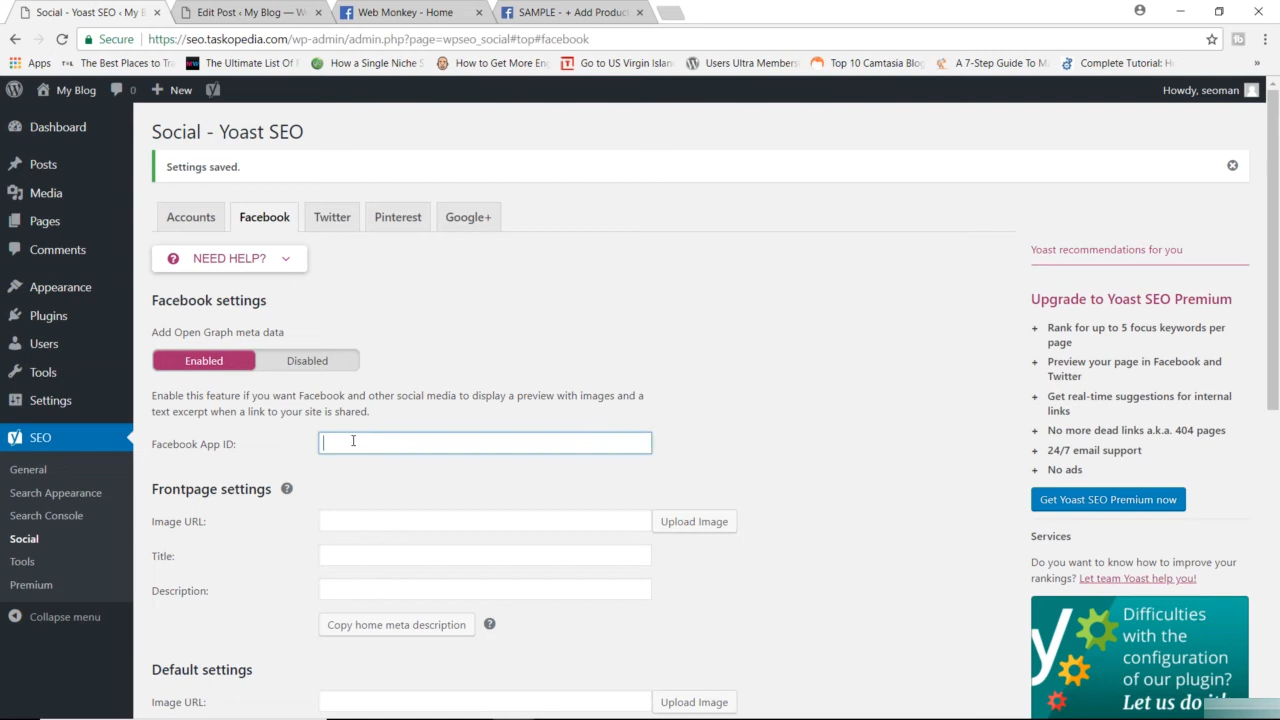 Social - Yoast SEO
Edit Post ‹ My Blog — W
Web Monkey - Home
SAMPLE - + Add Produc
Secure
https://seo.taskopedia.com/wp-admin/admin.php?page=wpseo_social#top#facebook
Apps
The Best Places to Tra
The Ultimate List Of
How a Single Niche S
How to Get More Eng
Go to US Virgin Islan
Users Ultra Members
Top 10 Camtasia Blog
A 7-Step Guide To M
Complete Tutorial: H
»
My Blog
0
New
Howdy, seoman
Dashboard
Posts
Media
Pages
Comments
Appearance
Plugins
Users
Tools
Settings
SEO
General
Search Appearance
Search Console
Social
Tools
Premium
Collapse menu
Social - Yoast SEO
Settings saved.
Accounts
Facebook
Twitter
Pinterest
Google+
NEED HELP?
Facebook settings
Add Open Graph meta data
Enabled
Disabled
Enable this feature if you want Facebook and other social media to display a preview with images and a
text excerpt when a link to your site is shared.
Facebook App ID:
Frontpage settings
Image URL:
Upload Image
Title:
Description:
Copy home meta description
Default settings
Image URL:
Upload Image
Yoast recommendations for you
Upgrade to Yoast SEO Premium
+ Rank for up to 5 focus keywords per
page
+ Preview your page in Facebook and
Twitter
+ Get real-time suggestions for internal
links
+ No more dead links a.k.a. 404 pages
+ 24/7 email support
+ No ads
Get Yoast SEO Premium now
Services
Do you want to know how to improve your
rankings? Let team Yoast help you!
Difficulties
with the
configuration
of our plugin?
Let us do it!